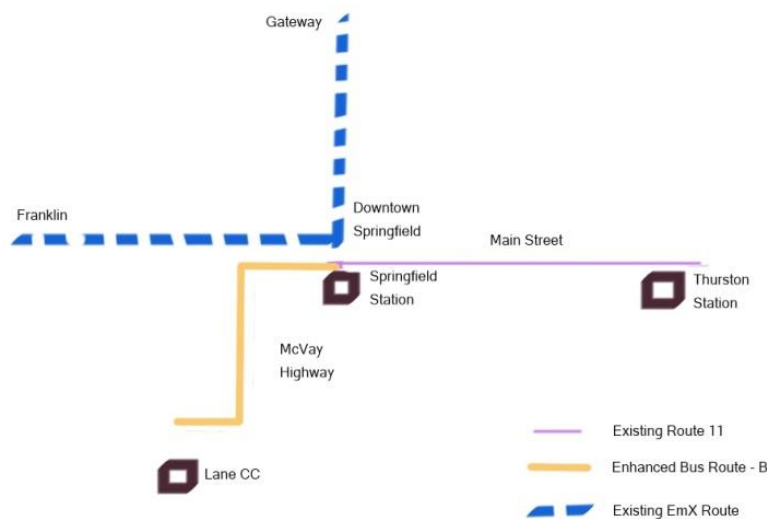 Gateway
Franklin
Downtown
Springfield
Main Street
Springfield
Station
Thurston
Station
McVay
Highway
Lane CC
Existing Route 11
Enhanced Bus Route - B
Existing EmX Route